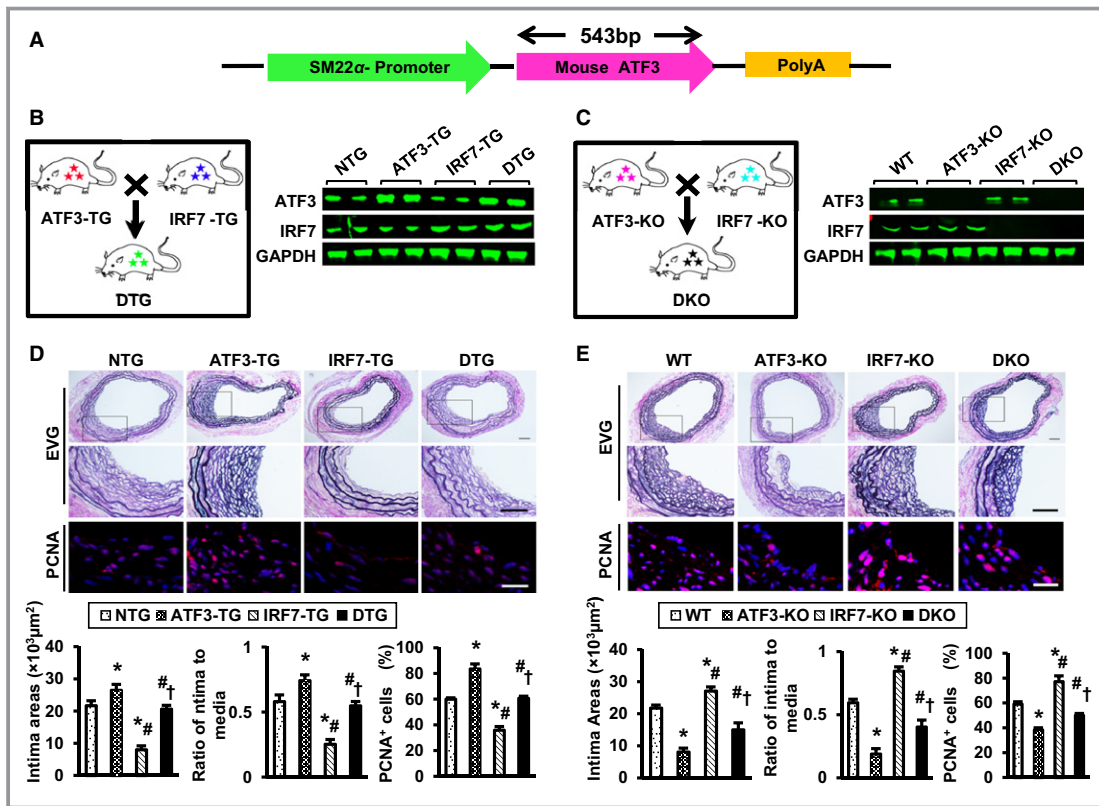 A
543bp
SM22α- Promoter
Mouse ATF3
PolyA
B
ATF3-TG
IRF7 -TG
DTG
NTG
ATF3-TG
IRF7-TG
DTG
ATF3
IRF7
GAPDH
C
ATF3-KO
IRF7 -KO
DKO
WT
ATF3-KO
IRF7-KO
DKO
ATF3
IRF7
GAPDH
D
NTG
ATF3-TG
IRF7-TG
DTG
EVG
PCNA
NTG ATF3-TG IRF7-TG DTG
Intima areas (×10³µm²)
40
30
20
10
0
*
*#
#†
Ratio of intima to
media
1
0.5
0
*
*#
#†
PCNA⁺ cells (%)
100
80
60
40
20
0
*
*#
#†
E
WT
ATF3-KO
IRF7-KO
DKO
EVG
PCNA
WT ATF3-KO IRF7-KO DKO
Intima Areas (×10³µm²)
40
30
20
10
0
*
*#
#†
Ratio of intima to
media
1
0.5
0
*
*#
#†
PCNA⁺ cells (%)
100
80
60
40
20
0
*
*#
#†